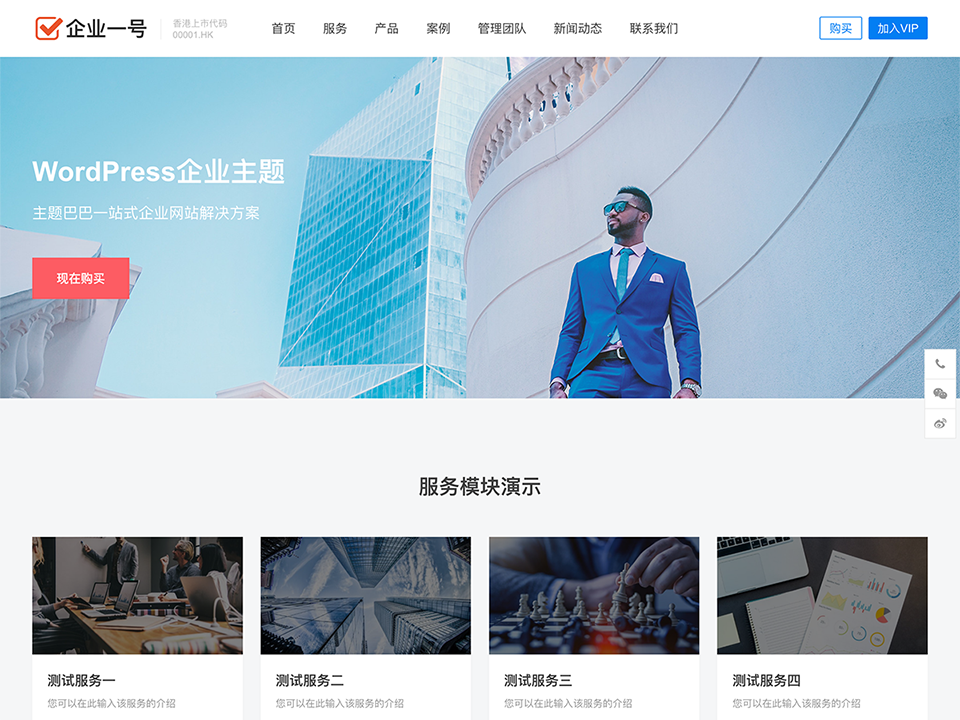 企业一号
香港上市代码
00001.HK
首页 服务 产品 案例 管理团队 新闻动态 联系我们
购买 加入VIP
WordPress企业主题
主题巴巴一站式企业网站解决方案
现在购买
服务模块演示
测试服务一
您可以在此输入该服务的介绍
测试服务二
您可以在此输入该服务的介绍
测试服务三
您可以在此输入该服务的介绍
测试服务四
您可以在此输入该服务的介绍